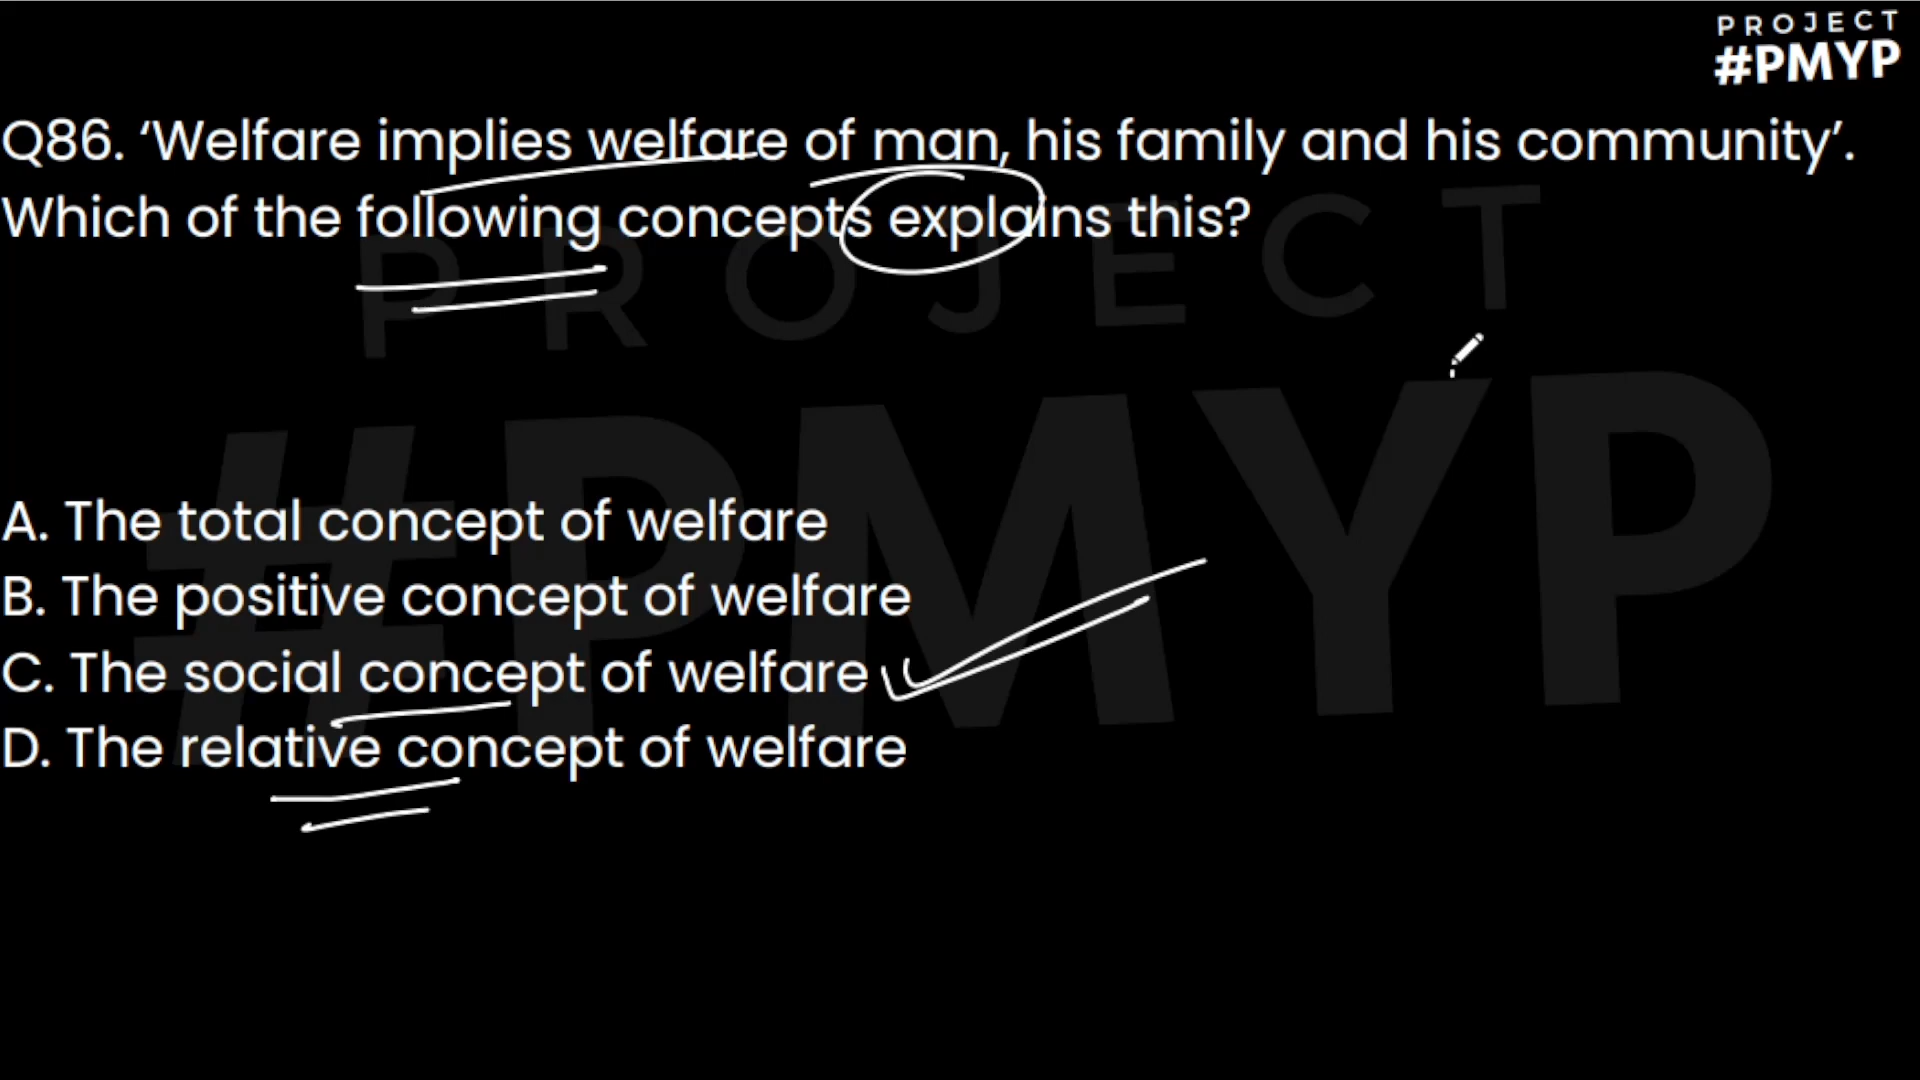 PROJECT
#PMYP
Q86. ‘Welfare implies welfare of man, his family and his community’.
Which of the following concepts explains this?
PROJECT
#PMYP
A. The total concept of welfare
B. The positive concept of welfare
C. The social concept of welfare
D. The relative concept of welfare